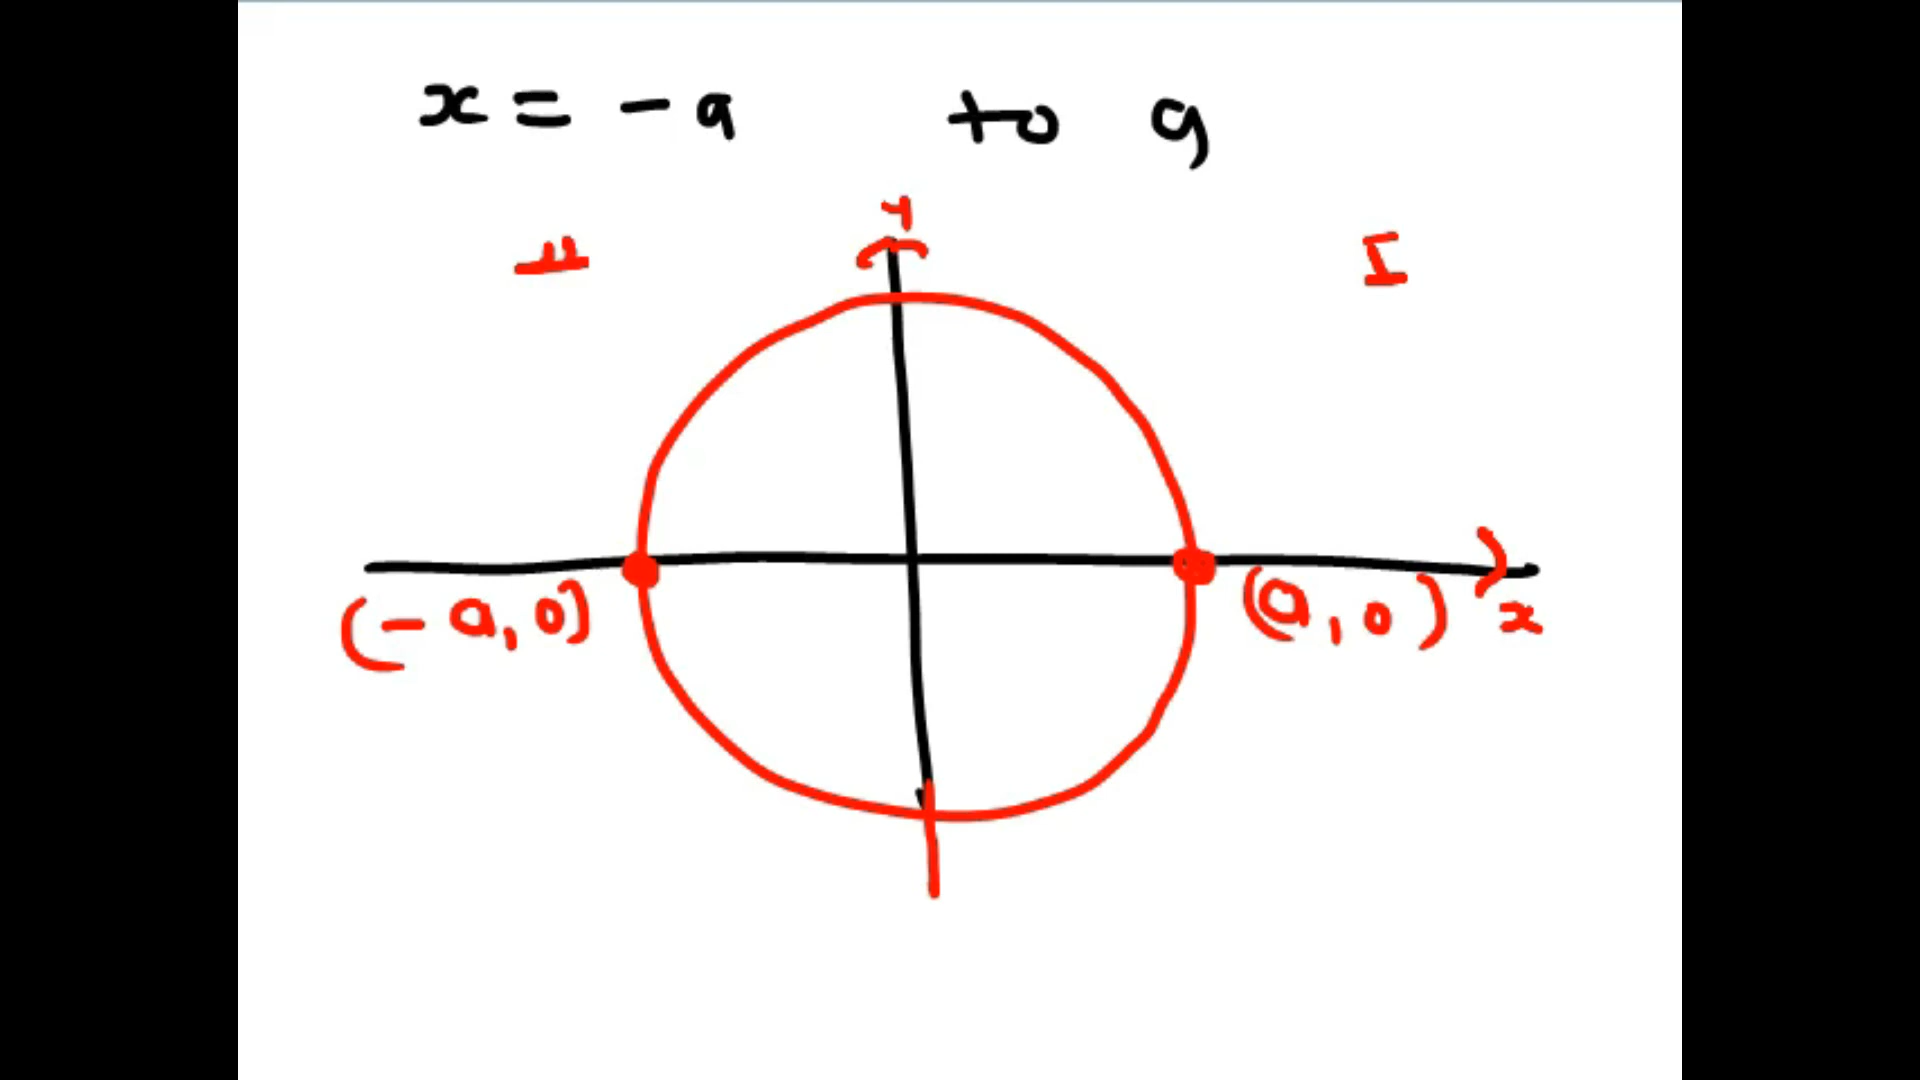 x = - a to a
y
II I
(- a, 0) (a, 0) x